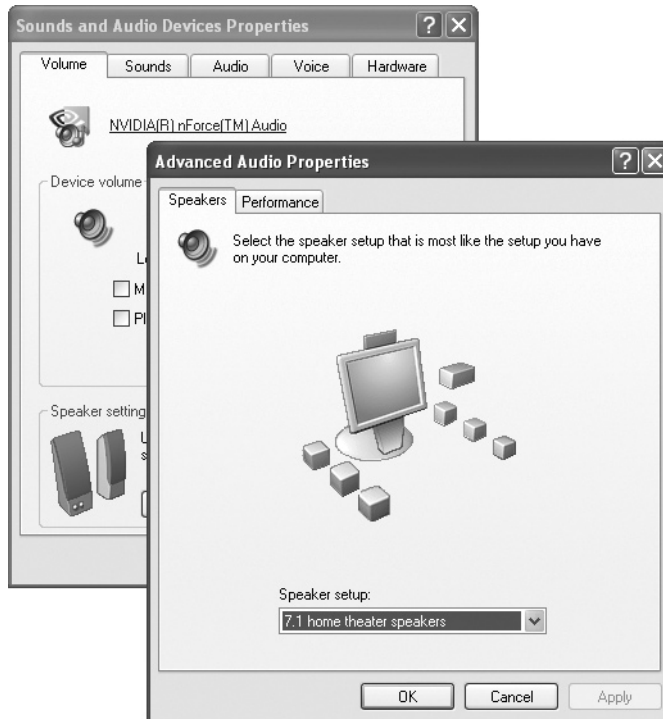 Sounds and Audio Devices Properties
Volume
Sounds
Audio
Voice
Hardware
NVIDIA(R) nForce(TM) Audio
Device volume
Speaker setting
Advanced Audio Properties
Speakers
Performance
Select the speaker setup that is most like the setup you have
on your computer.
Speaker setup:
7.1 home theater speakers
OK
Cancel
Apply